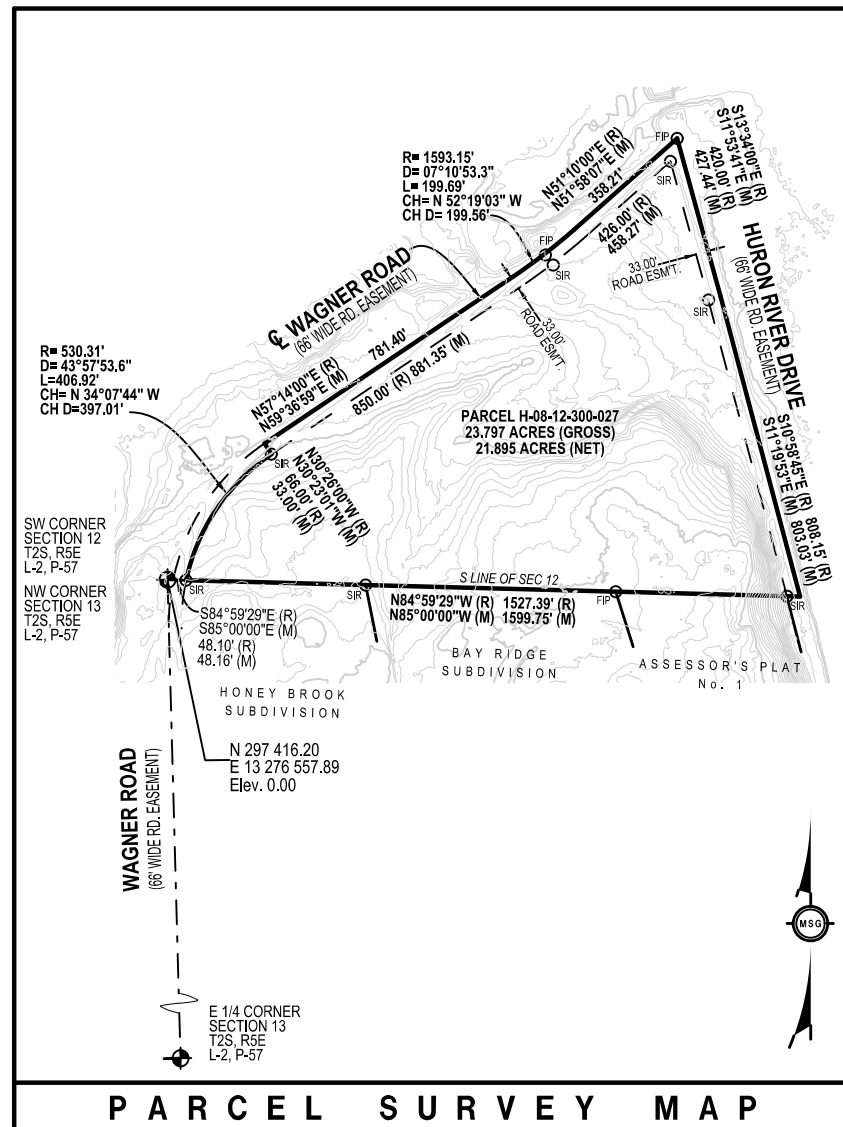 R= 1593.15'
D= 07°10'53.3"
L= 199.69'
CH= N 52°19'03" W
CH D= 199.56'
FIP
N51°10'00"E (R)
N51°58'07"E (M)
358.21'
SIR
426.00' (R)
458.27' (M)
S13°34'00"E (R)
S11°53'41"E (M)
420.00' (R)
427.44' (M)
FIP
SIR
33.00'
ROAD ESM'T.
HURON RIVER DRIVE
(66' WIDE RD. EASEMENT)
SIR
℄ WAGNER ROAD
(66' WIDE RD. EASEMENT)
33.00'
ROAD ESMT.
R= 530.31'
D= 43°57'53.6"
L=406.92'
CH= N 34°07'44" W
CH D=397.01'
N57°14'00"E (R)
N59°36'59"E (M)
781.40'
850.00' (R) 881.35' (M)
PARCEL H-08-12-300-027
23.797 ACRES (GROSS)
21.895 ACRES (NET)
SIR
N30°26'00"W (R)
N30°23'01"W (M)
66.00' (R)
33.00' (M)
S10°58'45"E (R) 808.15' (R)
S11°19'53"E (M) 803.03' (M)
SW CORNER
SECTION 12
T2S, R5E
L-2, P-57
NW CORNER
SECTION 13
T2S, R5E
L-2, P-57
SIR
SIR
S LINE OF SEC 12
N84°59'29"W (R) 1527.39' (R)
N85°00'00"W (M) 1599.75' (M)
FIP
SIR
S84°59'29"E (R)
S85°00'00"E (M)
48.10' (R)
48.16' (M)
HONEY BROOK
SUBDIVISION
BAY RIDGE
SUBDIVISION
ASSESSOR'S PLAT
No. 1
N 297 416.20
E 13 276 557.89
Elev. 0.00
WAGNER ROAD
(66' WIDE RD. EASEMENT)
MSG
E 1/4 CORNER
SECTION 13
T2S, R5E
L-2, P-57
PARCEL SURVEY MAP